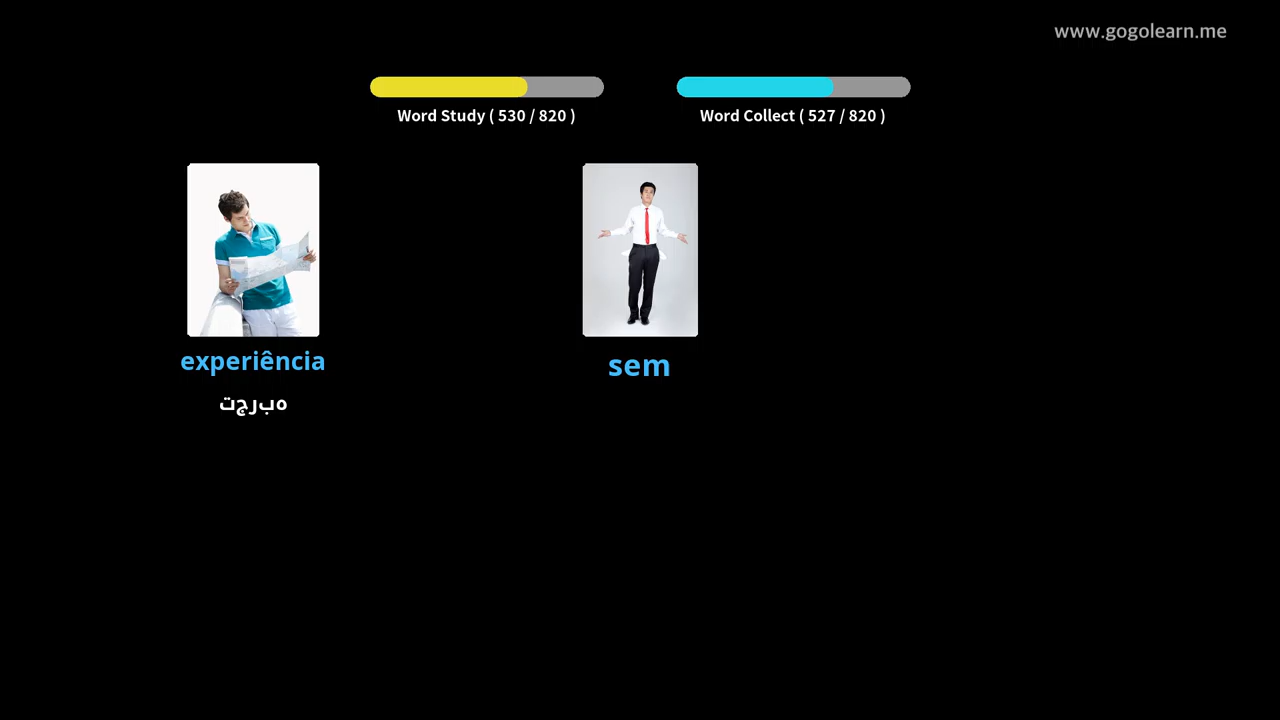 www.gogolearn.me
Word Study ( 530 / 820 )
Word Collect ( 527 / 820 )
experiência
sem
تجربه